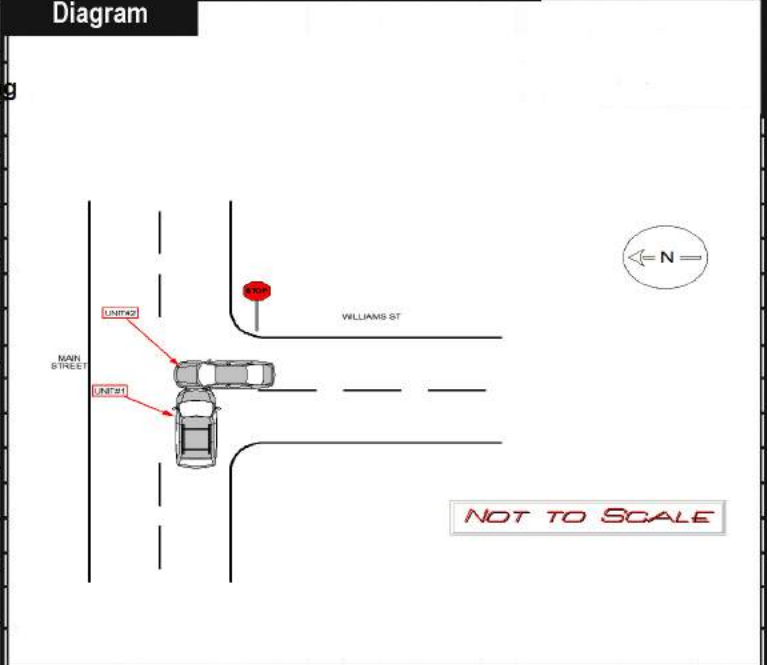 Diagram
g
STOP
UNIT#2
WILLIAMS ST
MAIN
STREET
UNIT#1
N
NOT TO SCALE